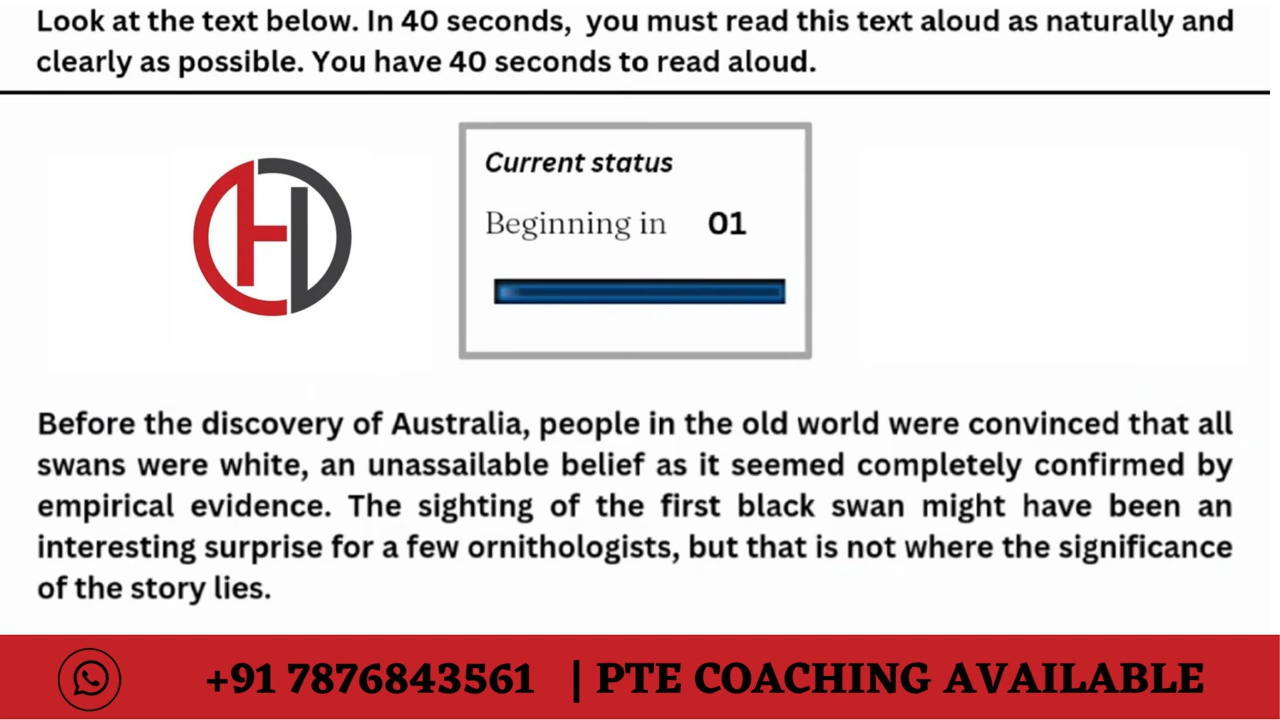 Look at the text below. In 40 seconds, you must read this text aloud as naturally and
clearly as possible. You have 40 seconds to read aloud.
Current status
Beginning in 01
Before the discovery of Australia, people in the old world were convinced that all
swans were white, an unassailable belief as it seemed completely confirmed by
empirical evidence. The sighting of the first black swan might have been an
interesting surprise for a few ornithologists, but that is not where the significance
of the story lies.
+91 7876843561 | PTE COACHING AVAILABLE